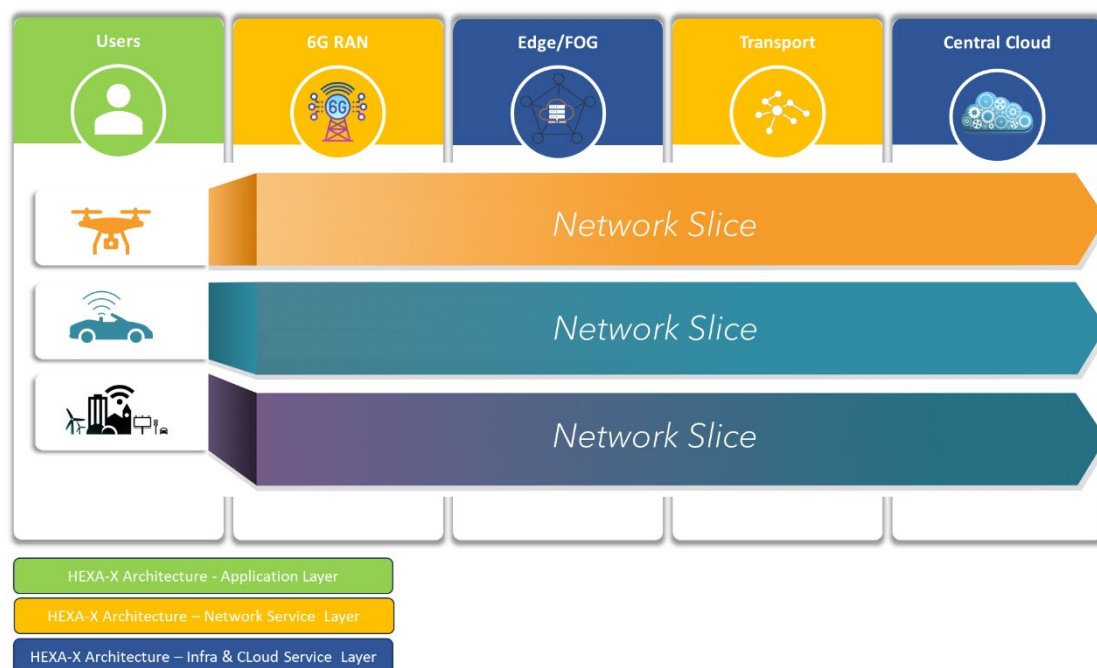 Users
6G RAN
Edge/FOG
Transport
Central Cloud
6G
Network Slice
Network Slice
Network Slice
HEXA-X Architecture - Application Layer
HEXA-X Architecture – Network Service Layer
HEXA-X Architecture – Infra & CLoud Service Layer